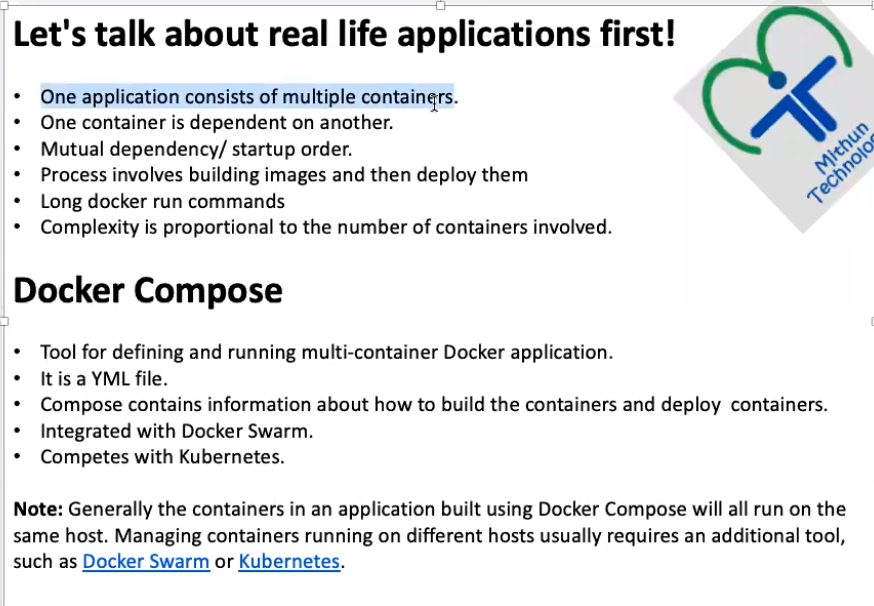 Let's talk about real life applications first!
• One application consists of multiple containers.
• One container is dependent on another.
• Mutual dependency/ startup order.
• Process involves building images and then deploy them
• Long docker run commands
• Complexity is proportional to the number of containers involved.
Mithun
Docker Compose
• Tool for defining and running multi-container Docker application.
• It is a YML file.
• Compose contains information about how to build the containers and deploy  containers.
• Integrated with Docker Swarm.
• Competes with Kubernetes.
Note: Generally the containers in an application built using Docker Compose will all run on the
same host. Managing containers running on different hosts usually requires an additional tool,
such as Docker Swarm or Kubernetes.